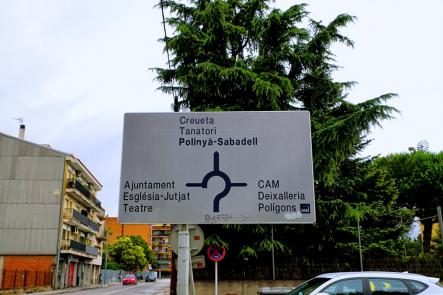 Creueta
Tanatori
Polinyà-Sabadell
Ajuntament
Església-Jutjat
Teatre
CAM
Deixalleria
Polígons